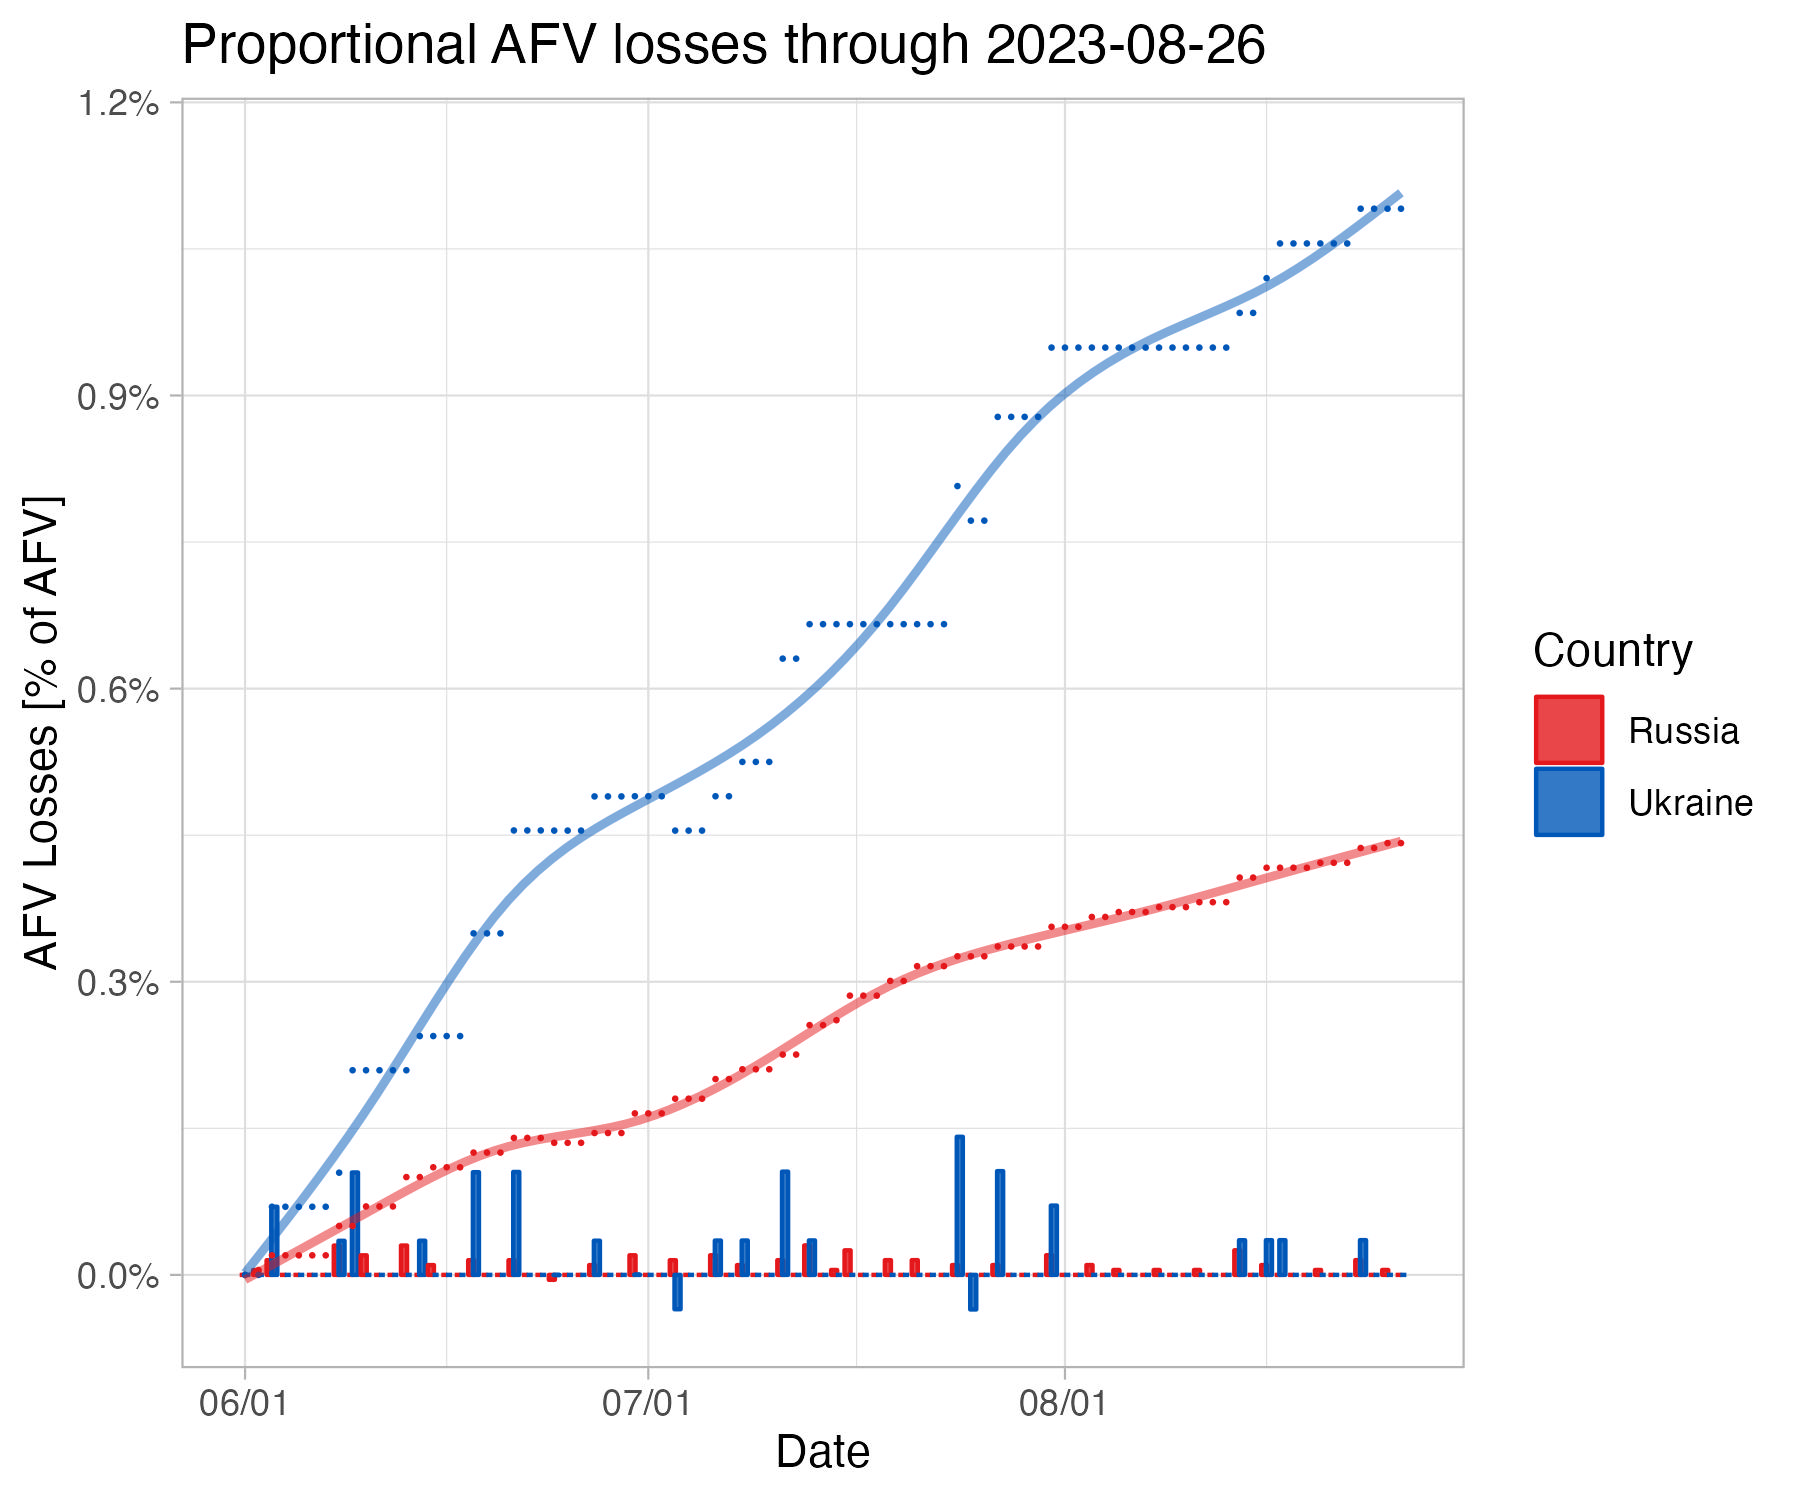 Proportional AFV losses through 2023-08-26
AFV Losses [% of AFV]
1.2%
0.9%
0.6%
0.3%
0.0%
06/01
07/01
08/01
Date
Country
Russia
Ukraine